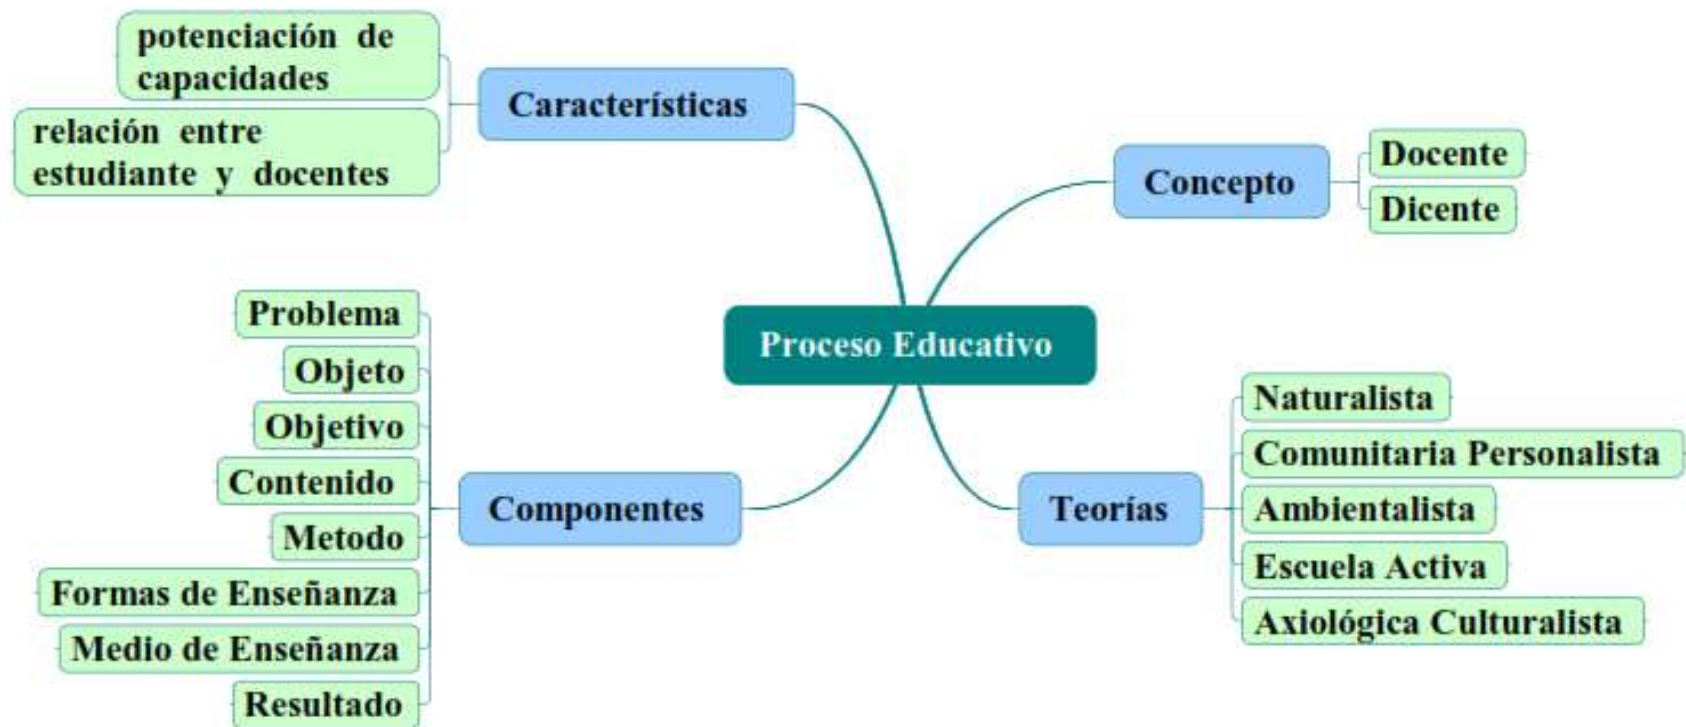 potenciación de
capacidades
relación entre
estudiante y docentes
Característicās
Concepto
Docente
Dicente
Proceso Educativo
Problema
Objeto
Objetivo
Contenido
Metodo
Formas de Enseñanza
Medio de Enseñanza
Resultado
Componentes
Teorías
Naturalista
Comunitaria Personalista
Ambientalista
Escuela Activa
Axiológica Culturalista